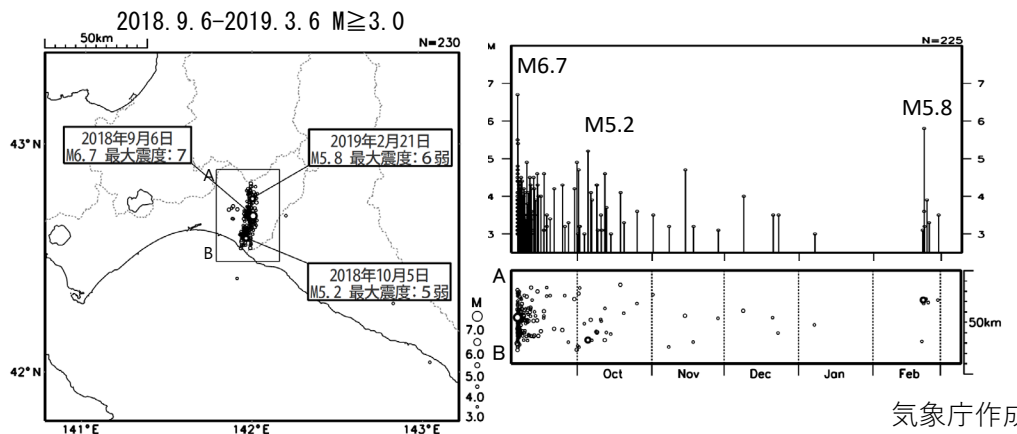 2018.9.6-2019.3.6 M≧3.0
50km
N=230
43°N
42°N
141°E
142°E
143°E
2018年9月6日
M6.7 最大震度:7
2019年2月21日
M5.8 最大震度:6弱
2018年10月5日
M5.2 最大震度:5弱
A
B
M
7.0
6.0
5.0
4.0
3.0
M
N=225
M6.7
M5.2
M5.8
7
6
5
4
3
7
6
5
4
3
A
B
50km
Oct
Nov
Dec
Jan
Feb
気象庁作成